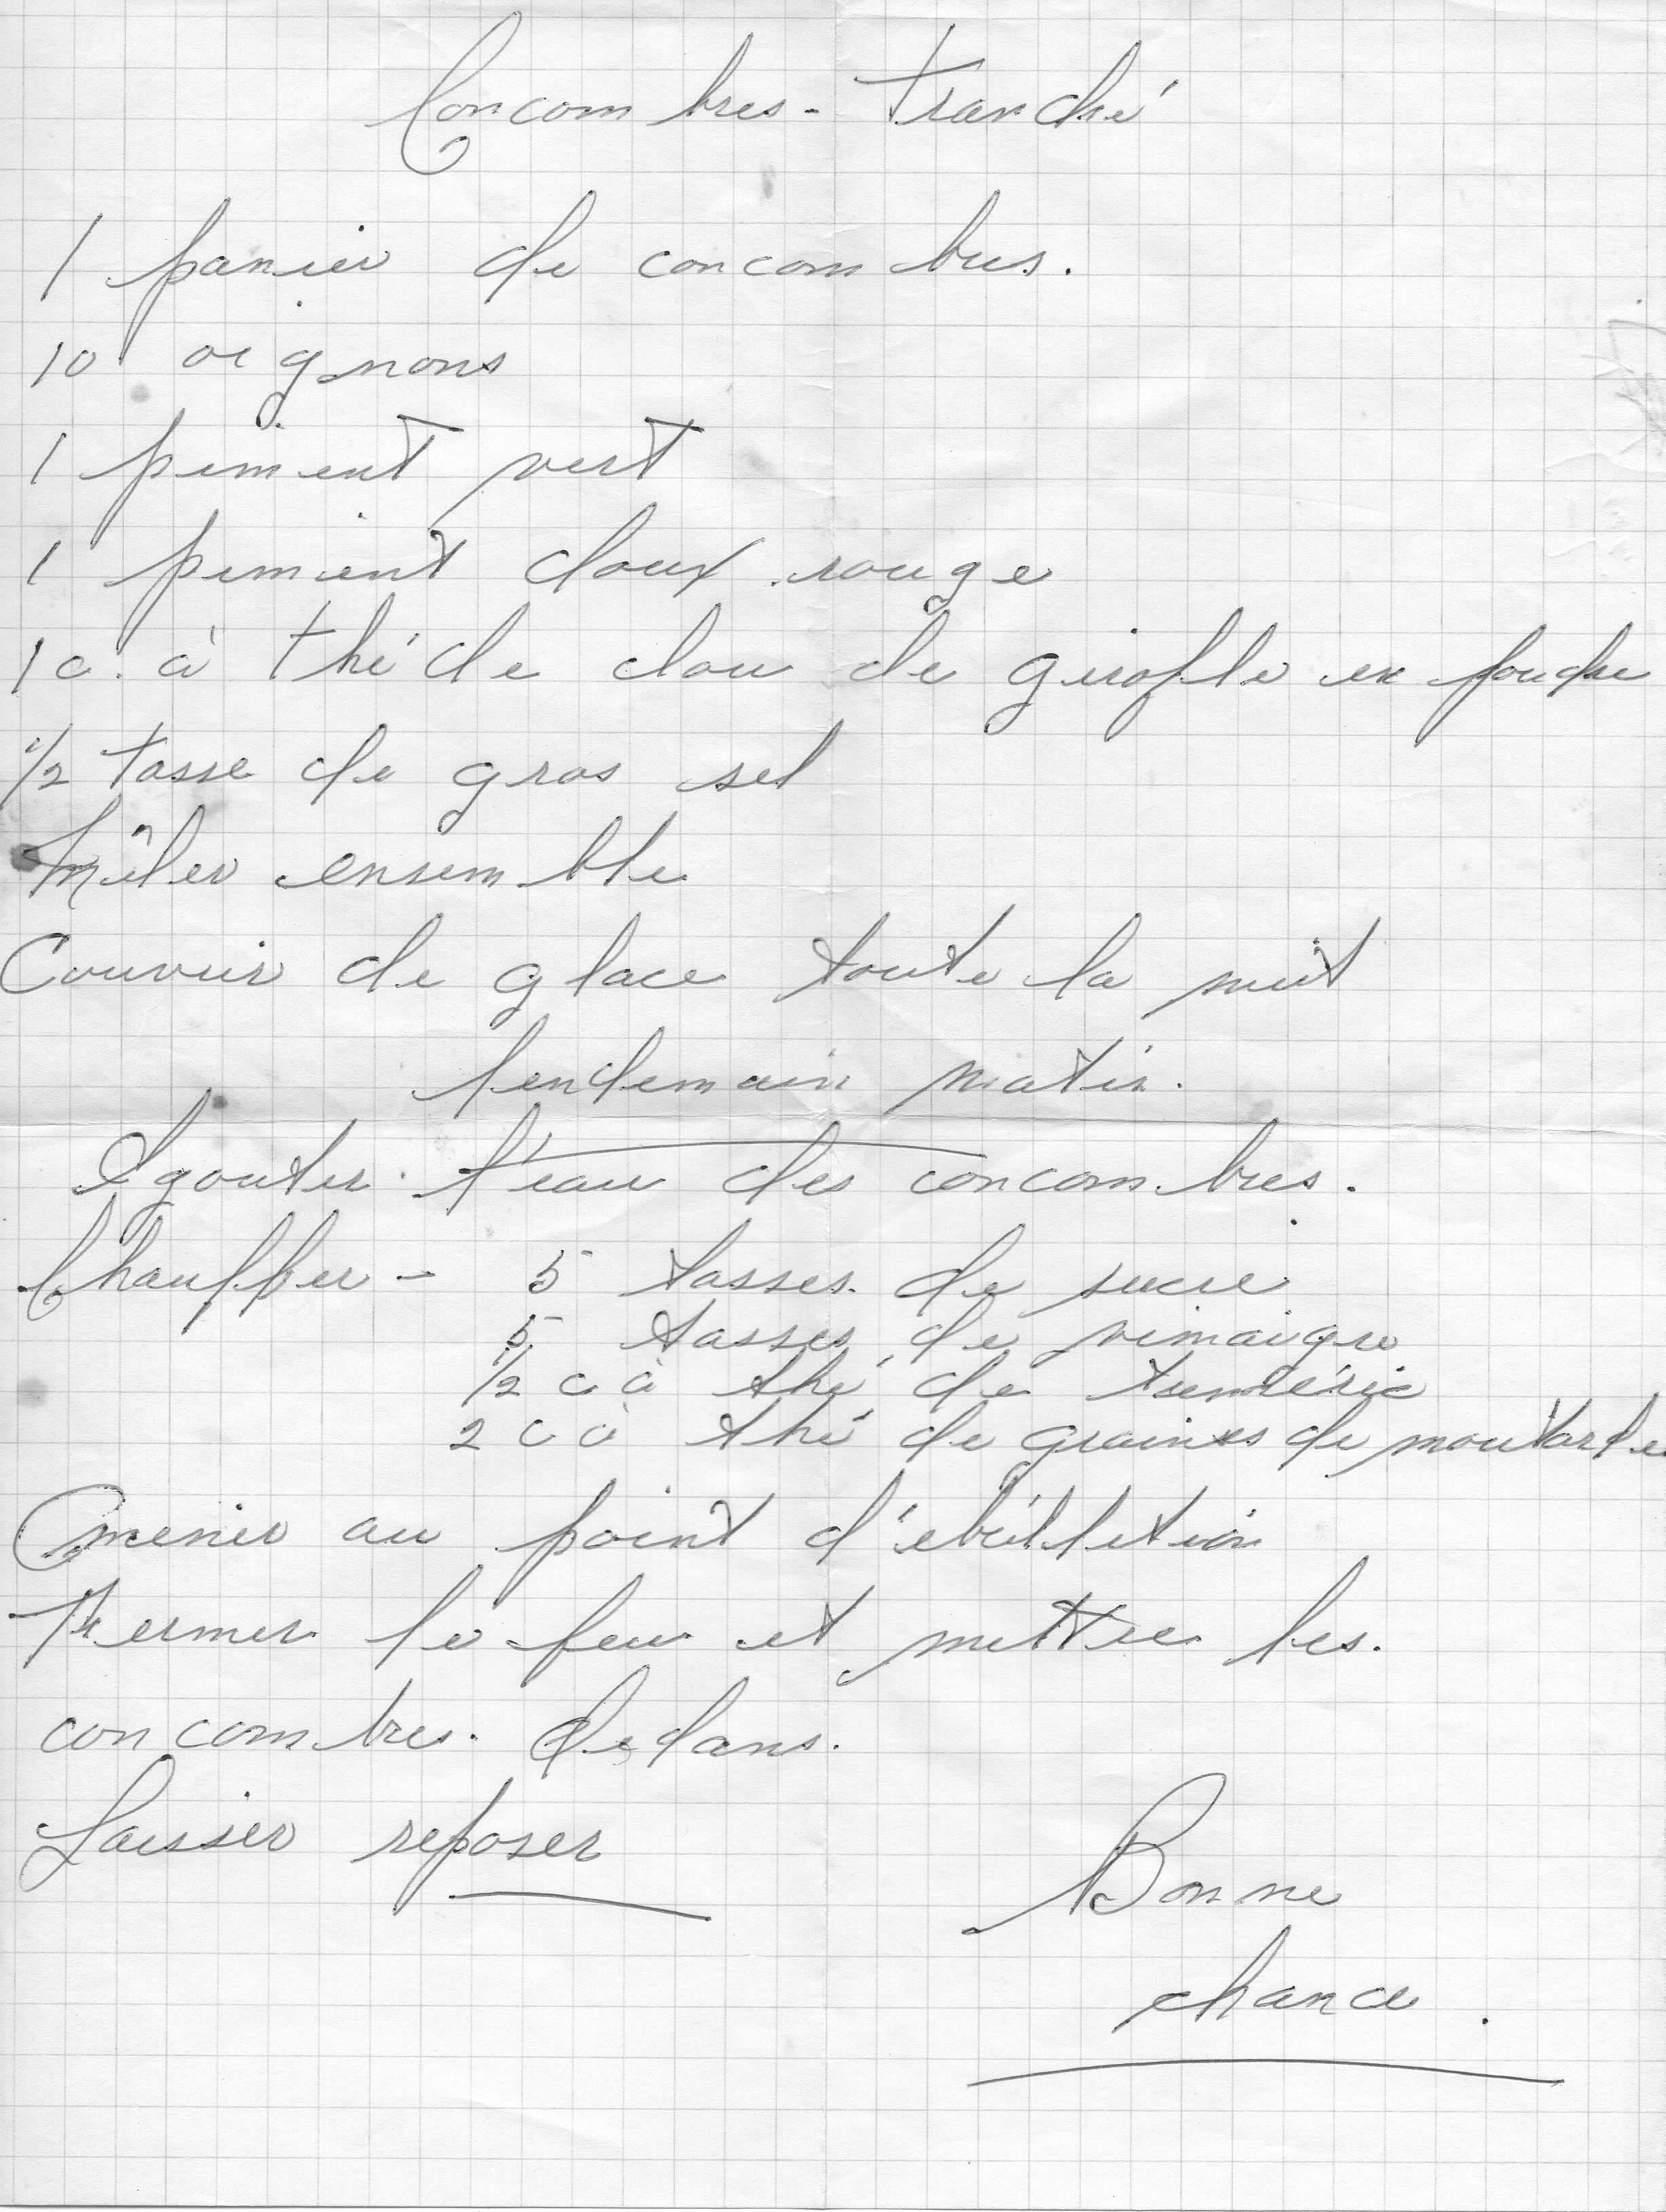 Concombres - tranché
1 panier de concombres.
10 oignons
1 piment vert
1 piment doux rouge
1 c. à thé de clou de girofle en poudre
1/2 tasse de gros sel
Mêler ensemble
Couvrir de glace toute la nuit
lendemain matin.
Égouter l'eau des concombres.
Chauffer - 5 tasses de sucre
5 tasses de vinaigre
1/2 c à thé de tumeric
2 c à thé de graines de moutarde
Amener au point d'ébullition
Fermer le feu et mettre les.
concombres. dedans.
Laisser reposer
Bonne
chance.